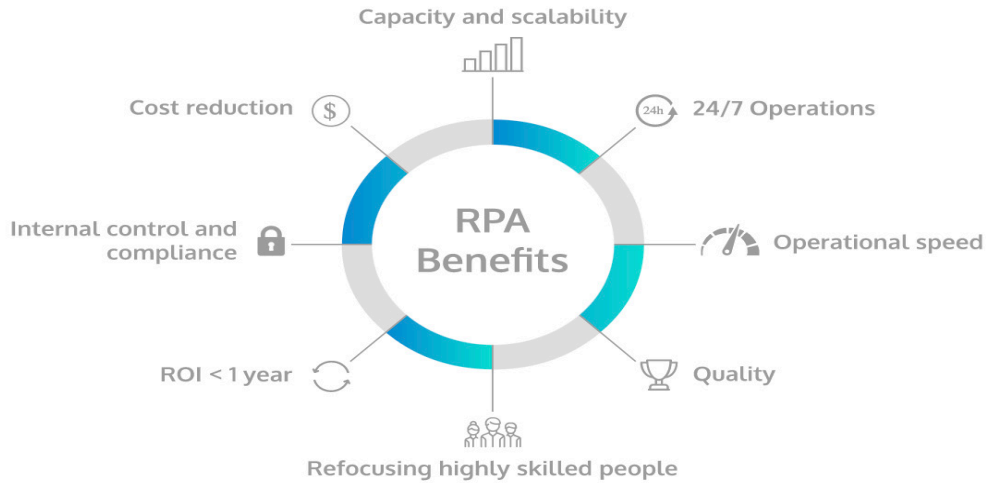 Capacity and scalability
Cost reduction
$
24h
24/7 Operations
RPA
Benefits
Internal control and
compliance
Operational speed
ROI < 1 year
Quality
Refocusing highly skilled people